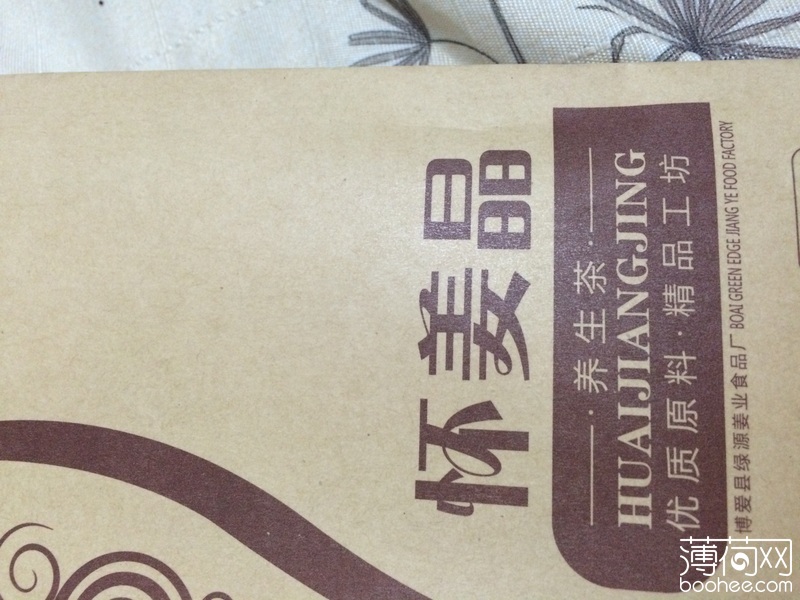 怀姜晶
·养生茶·
HUAIJIANGJING
优质原料·精品工坊
博爱县绿源姜业食品厂 BOAI GREEN EDGE JIANG YE FOOD FACTORY
薄荷网
boohee.com